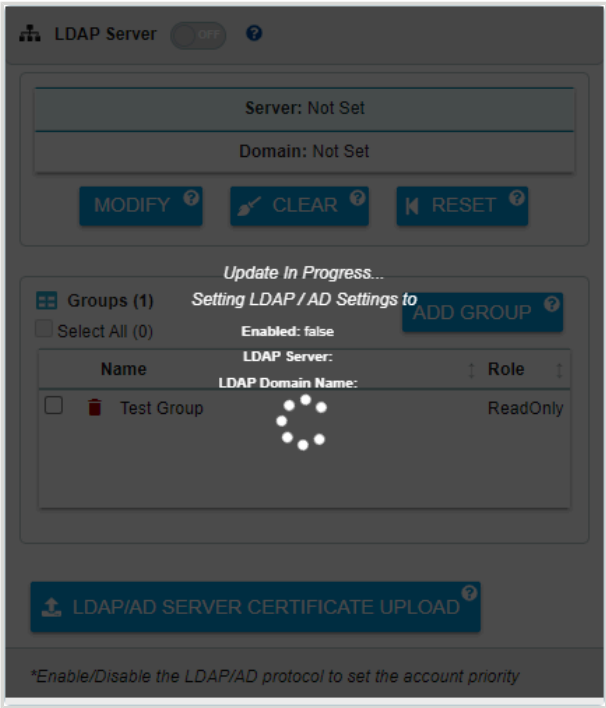 LDAP Server OFF ?
Server: Not Set
Domain: Not Set
MODIFY ? CLEAR ? RESET ?
Update In Progress...
Setting LDAP / AD Settings to
Groups (1)
ADD GROUP ?
Select All (0)
Enabled: false
LDAP Server:
LDAP Domain Name:
Name Role
Test Group ReadOnly
LDAP/AD SERVER CERTIFICATE UPLOAD ?
*Enable/Disable the LDAP/AD protocol to set the account priority